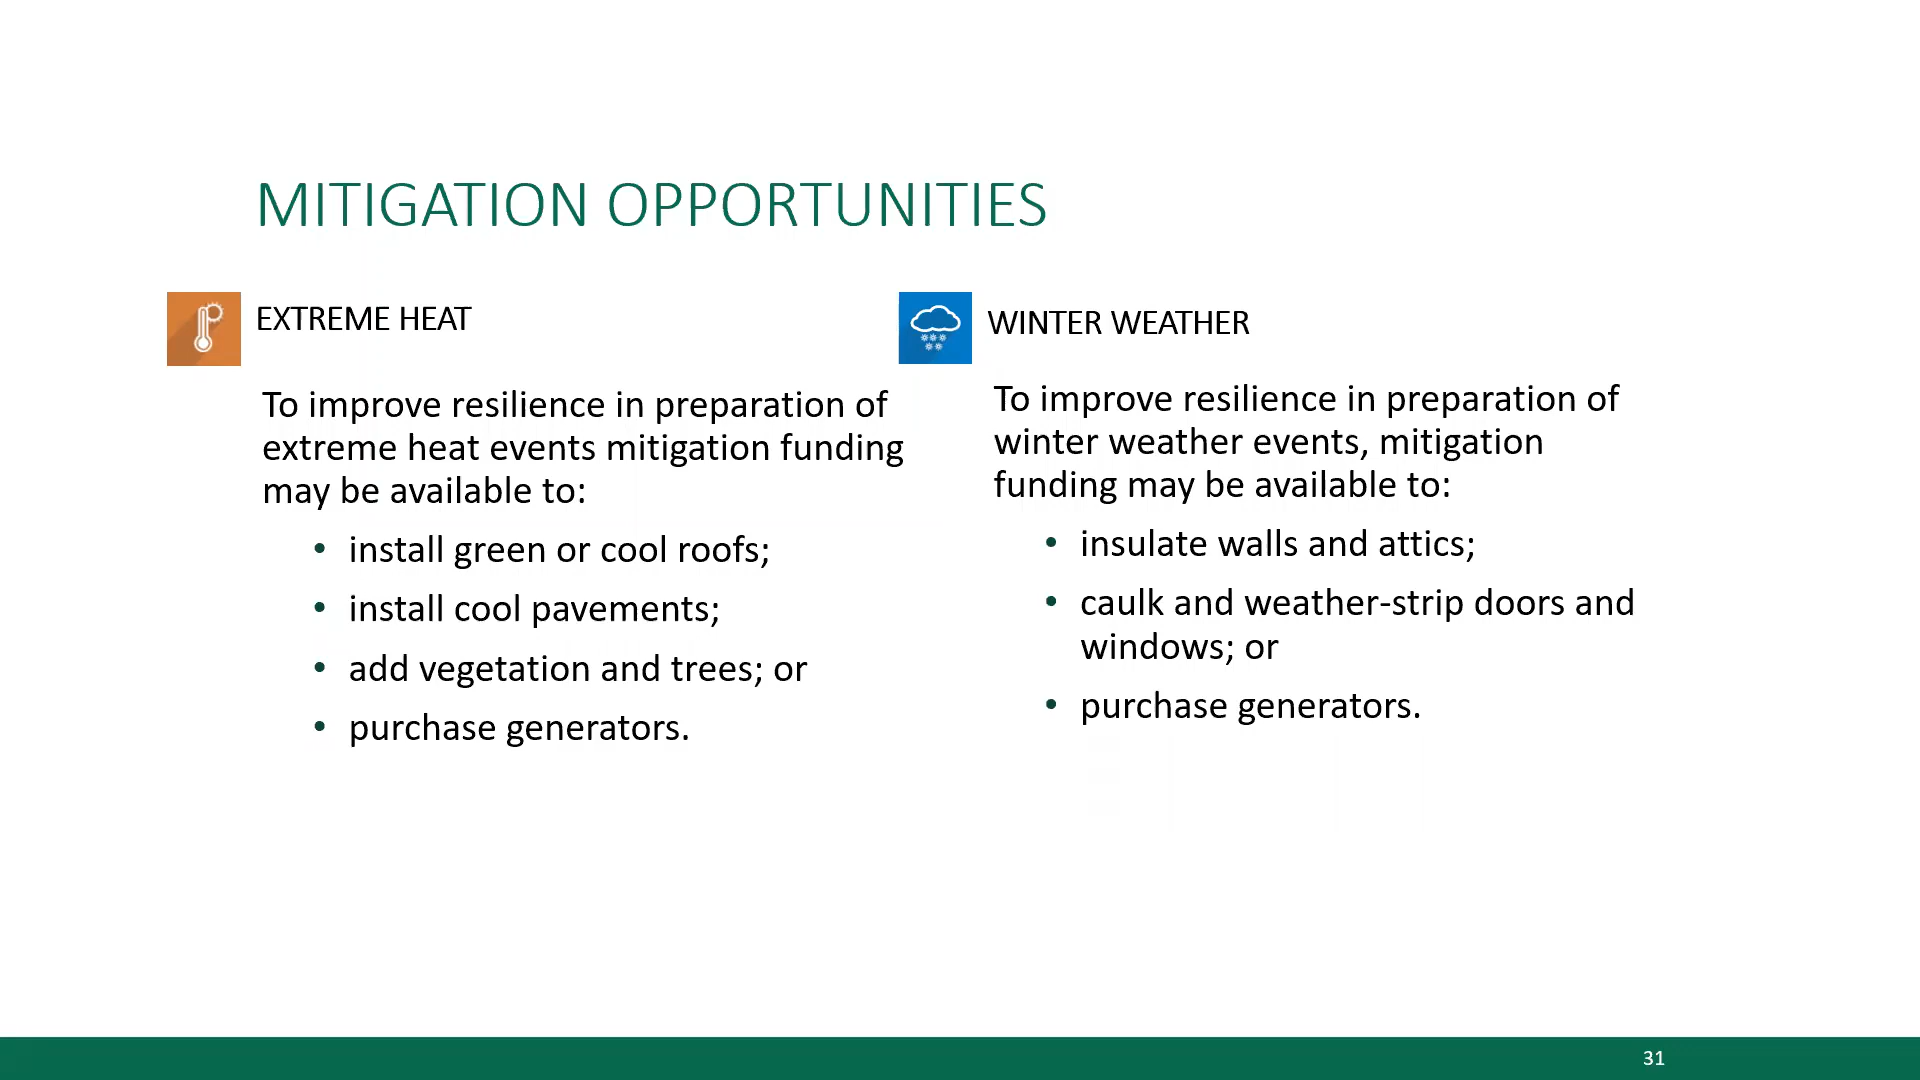 MITIGATION OPPORTUNITIES
EXTREME HEAT
To improve resilience in preparation of
extreme heat events mitigation funding
may be available to:
• install green or cool roofs;
• install cool pavements;
• add vegetation and trees; or
• purchase generators.
WINTER WEATHER
To improve resilience in preparation of
winter weather events, mitigation
funding may be available to:
• insulate walls and attics;
• caulk and weather-strip doors and
windows; or
• purchase generators.
31